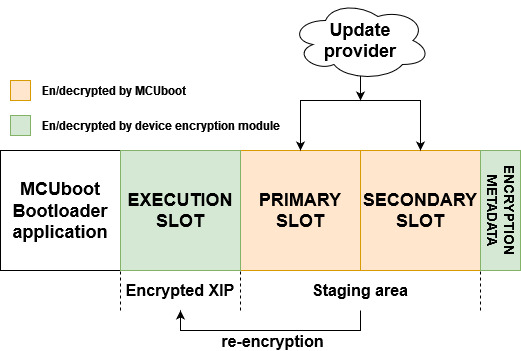 Update
provider
En/decrypted by MCUboot
En/decrypted by device encryption module
MCUboot
Bootloader
application
EXECUTION
SLOT
PRIMARY
SLOT
SECONDARY
SLOT
ENCRYPTION
METADATA
Encrypted XIP
Staging area
re-encryption